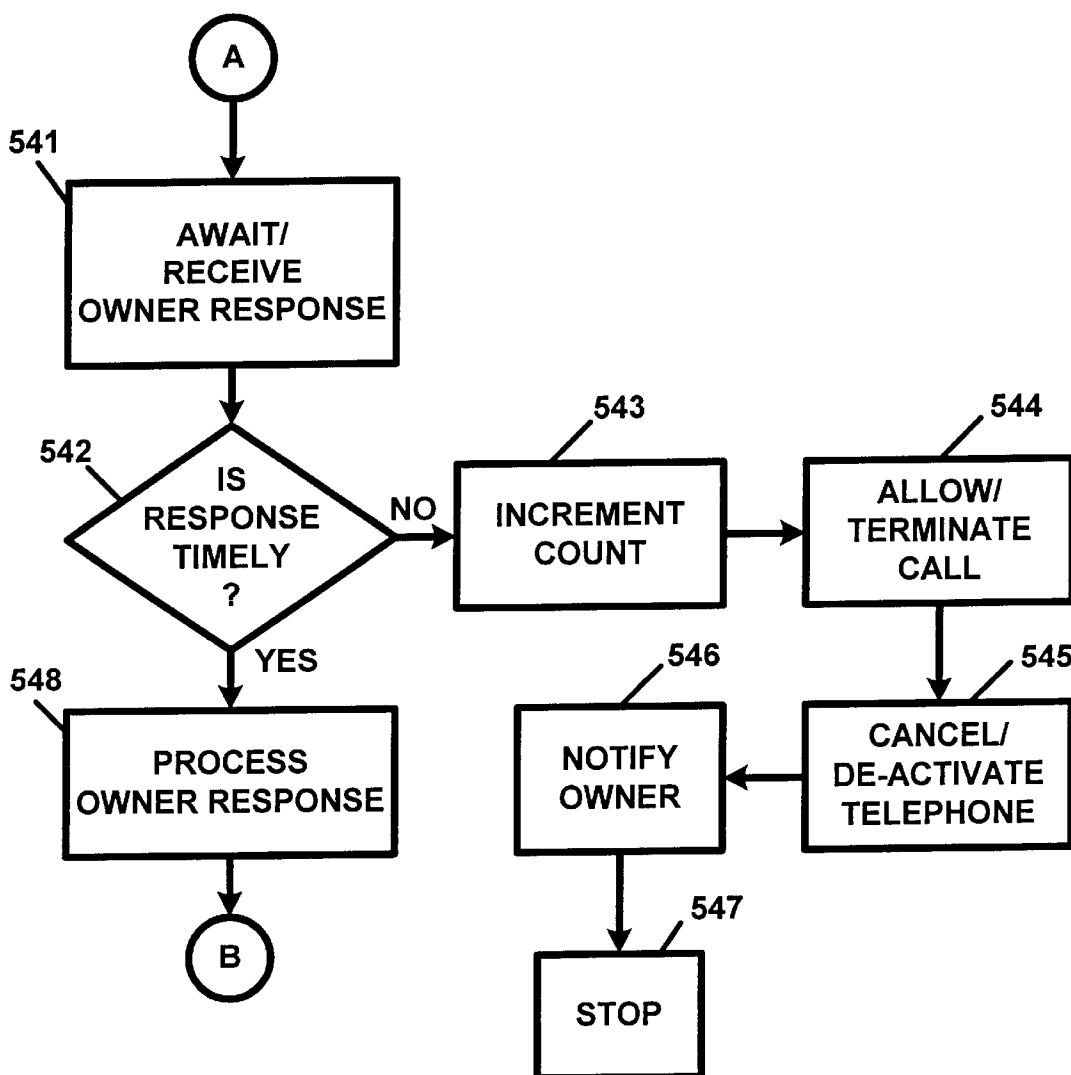 A
541
AWAIT/
RECEIVE
OWNER RESPONSE
542
IS
RESPONSE
TIMELY
?
NO
543
INCREMENT
COUNT
544
ALLOW/
TERMINATE
CALL
YES
548
PROCESS
OWNER RESPONSE
546
NOTIFY
OWNER
545
CANCEL/
DE-ACTIVATE
TELEPHONE
B
547
STOP